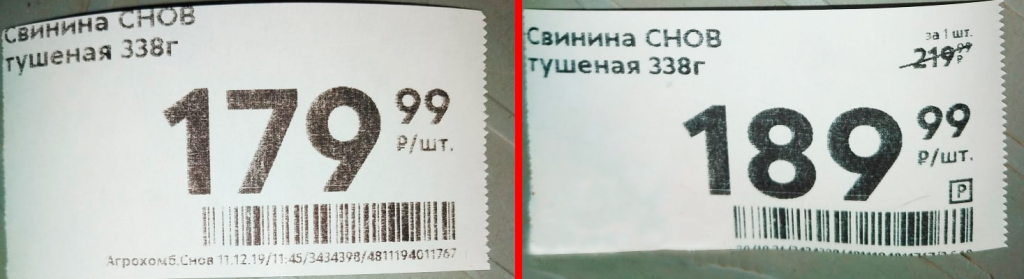 Свинина СНОВ
тушеная 338г
179 99
₽/шт.
Агрокомб.Снов 11.12.19/11:45/3434398/4811194011767
Свинина СНОВ
тушеная 338г
за 1 шт.
219 99 ₽
189 99
₽/шт.
P